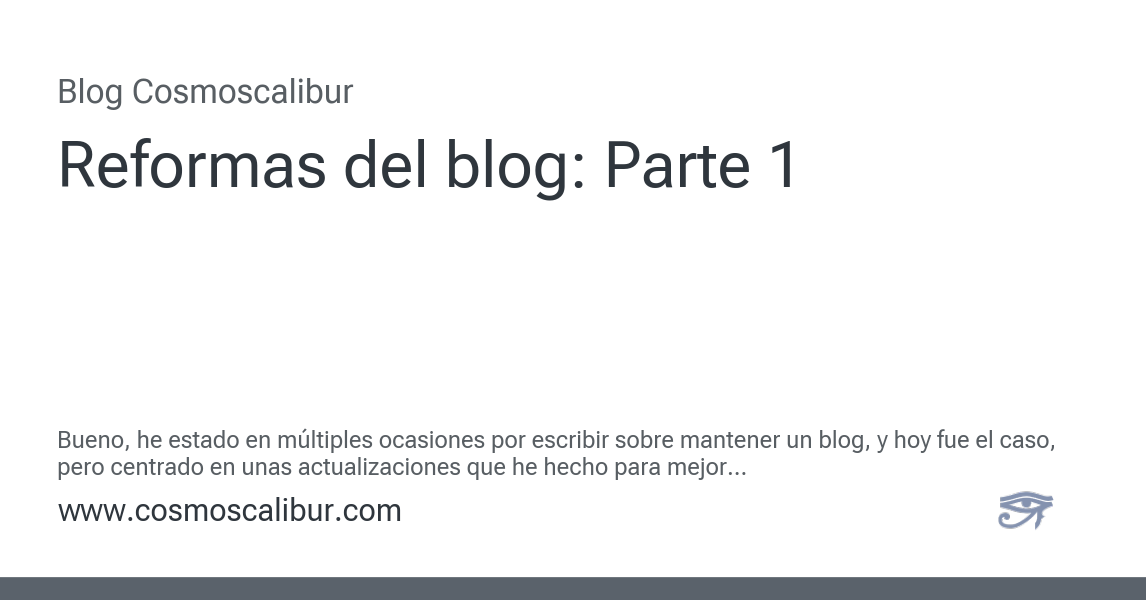 Blog Cosmoscalibur
Reformas del blog: Parte 1
Bueno, he estado en múltiples ocasiones por escribir sobre mantener un blog, y hoy fue el caso,
pero centrado en unas actualizaciones que he hecho para mejor...
www.cosmoscalibur.com